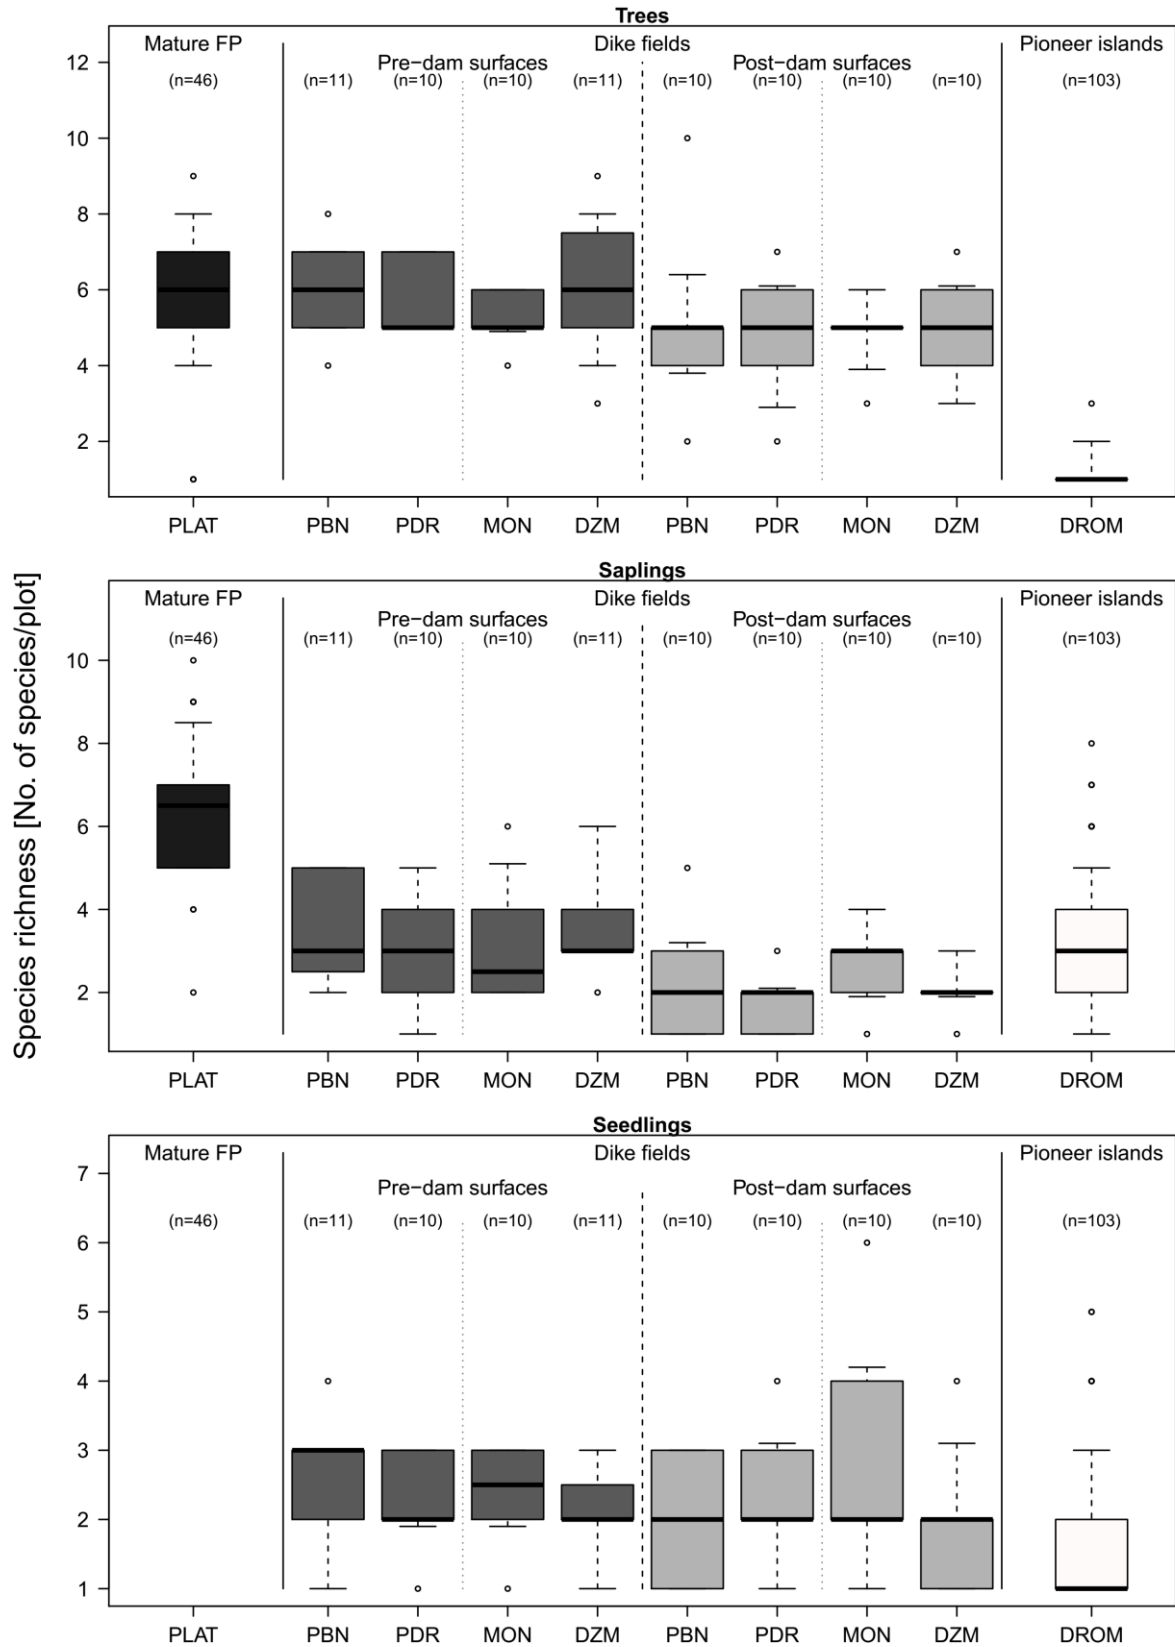 Trees
Mature FP Dike fields Pioneer islands
Pre−dam surfaces Post−dam surfaces
(n=46) (n=11) (n=10) (n=10) (n=11) (n=10) (n=10) (n=10) (n=10) (n=103)
12
10
8
6
4
2
PLAT PBN PDR MON DZM PBN PDR MON DZM DROM
Species richness [No. of species/plot]
Saplings
Mature FP Dike fields Pioneer islands
Pre−dam surfaces Post−dam surfaces
(n=46) (n=11) (n=10) (n=10) (n=11) (n=10) (n=10) (n=10) (n=10) (n=103)
10
8
6
4
2
PLAT PBN PDR MON DZM PBN PDR MON DZM DROM
Seedlings
Mature FP Dike fields Pioneer islands
7
Pre−dam surfaces Post−dam surfaces
(n=46) (n=11) (n=10) (n=10) (n=11) (n=10) (n=10) (n=10) (n=10) (n=103)
6
5
4
3
2
1
PLAT PBN PDR MON DZM PBN PDR MON DZM DROM